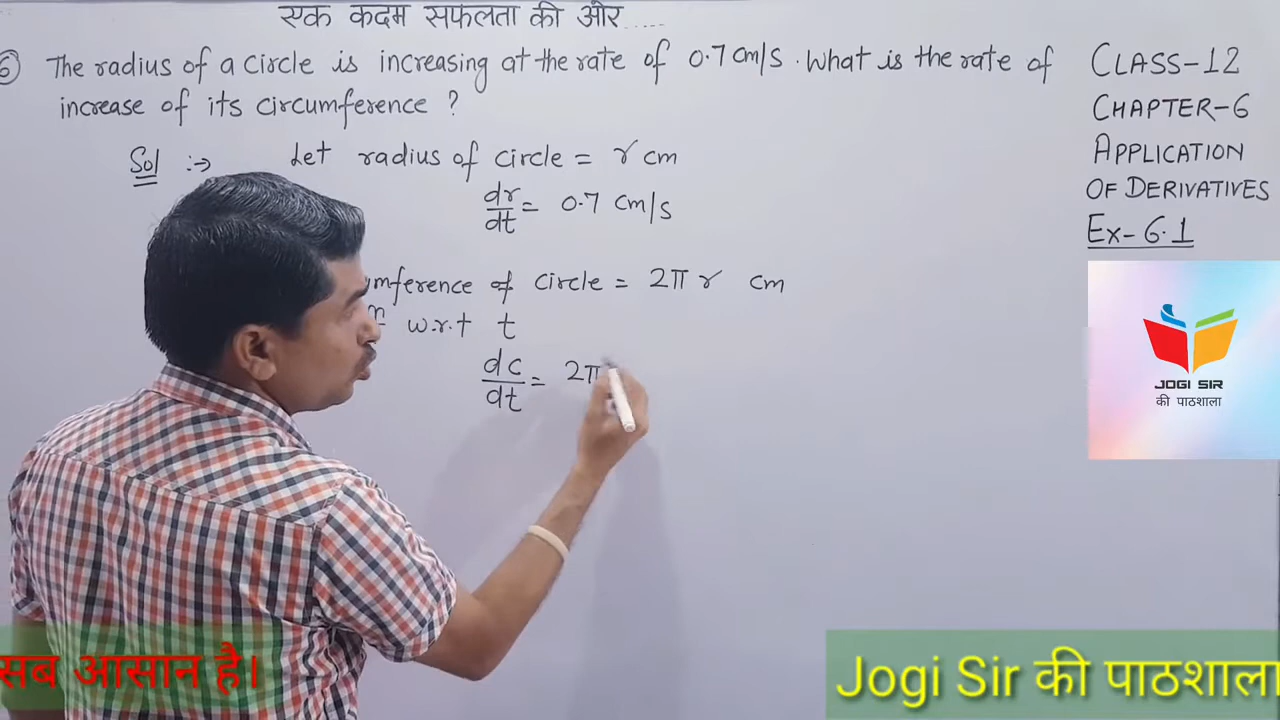 एक कदम सफलता की ओर.....
6) The radius of a circle is increasing at the rate of 0.7 cm/s. What is the rate of
increase of its circumference ?
Sol :→ Let radius of circle = r cm
dr/dt = 0.7 cm/s
mference of circle = 2π r cm
w.r.t t
dc/dt = 2π
CLASS-12
CHAPTER-6
APPLICATION
OF DERIVATIVES
Ex- 6.1
JOGI SIR
की पाठशाला
सब आसान है।
Jogi Sir की पाठशाला